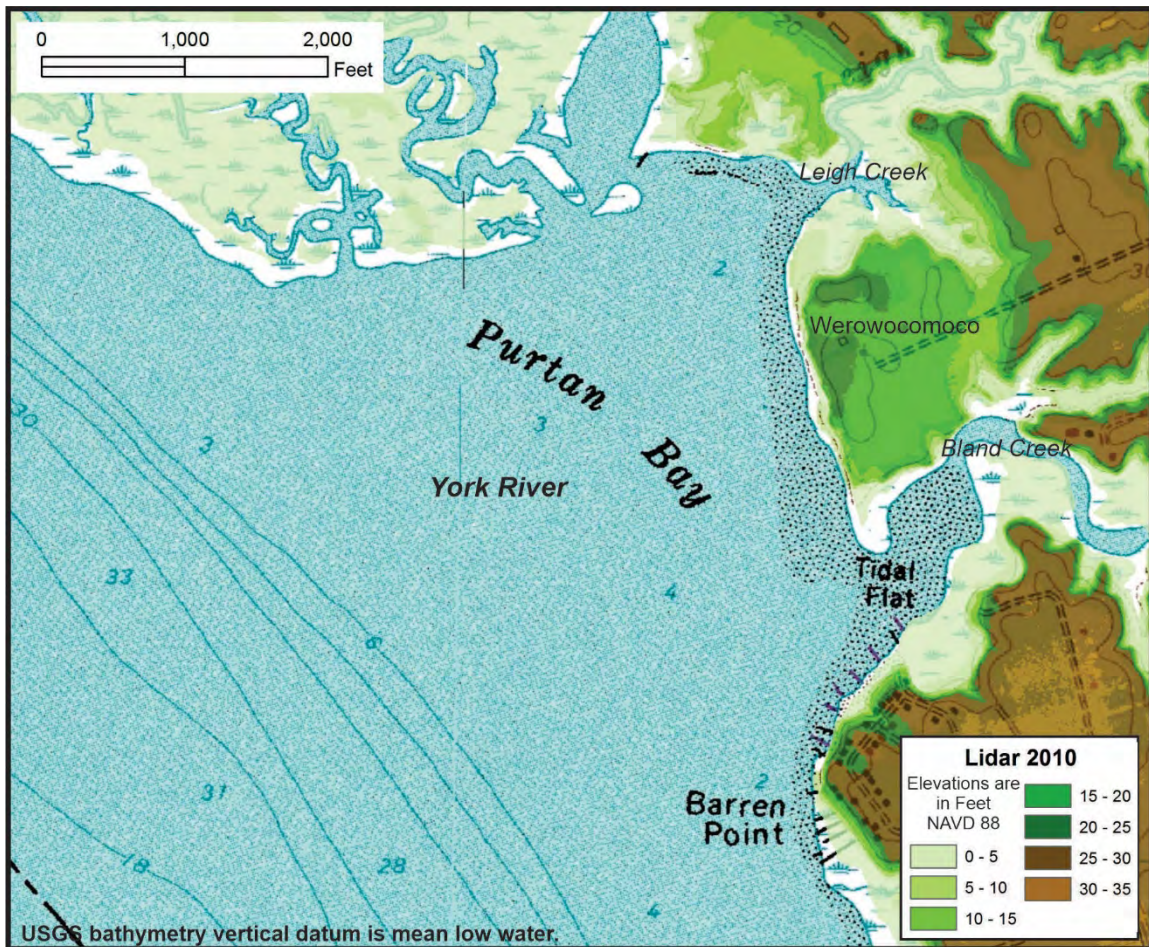 0 1,000 2,000
Feet
20
Leigh Creek
2
Werowocomoco
30
Purtan
Bay
3
3
30
York River
Bland Creek
33
4
Tidal
Flat
6
31
2
Barren
Point
18
28
4
USGS bathymetry vertical datum is mean low water.
Lidar 2010
Elevations are
in Feet
NAVD 88
0 - 5
5 - 10
10 - 15
15 - 20
20 - 25
25 - 30
30 - 35